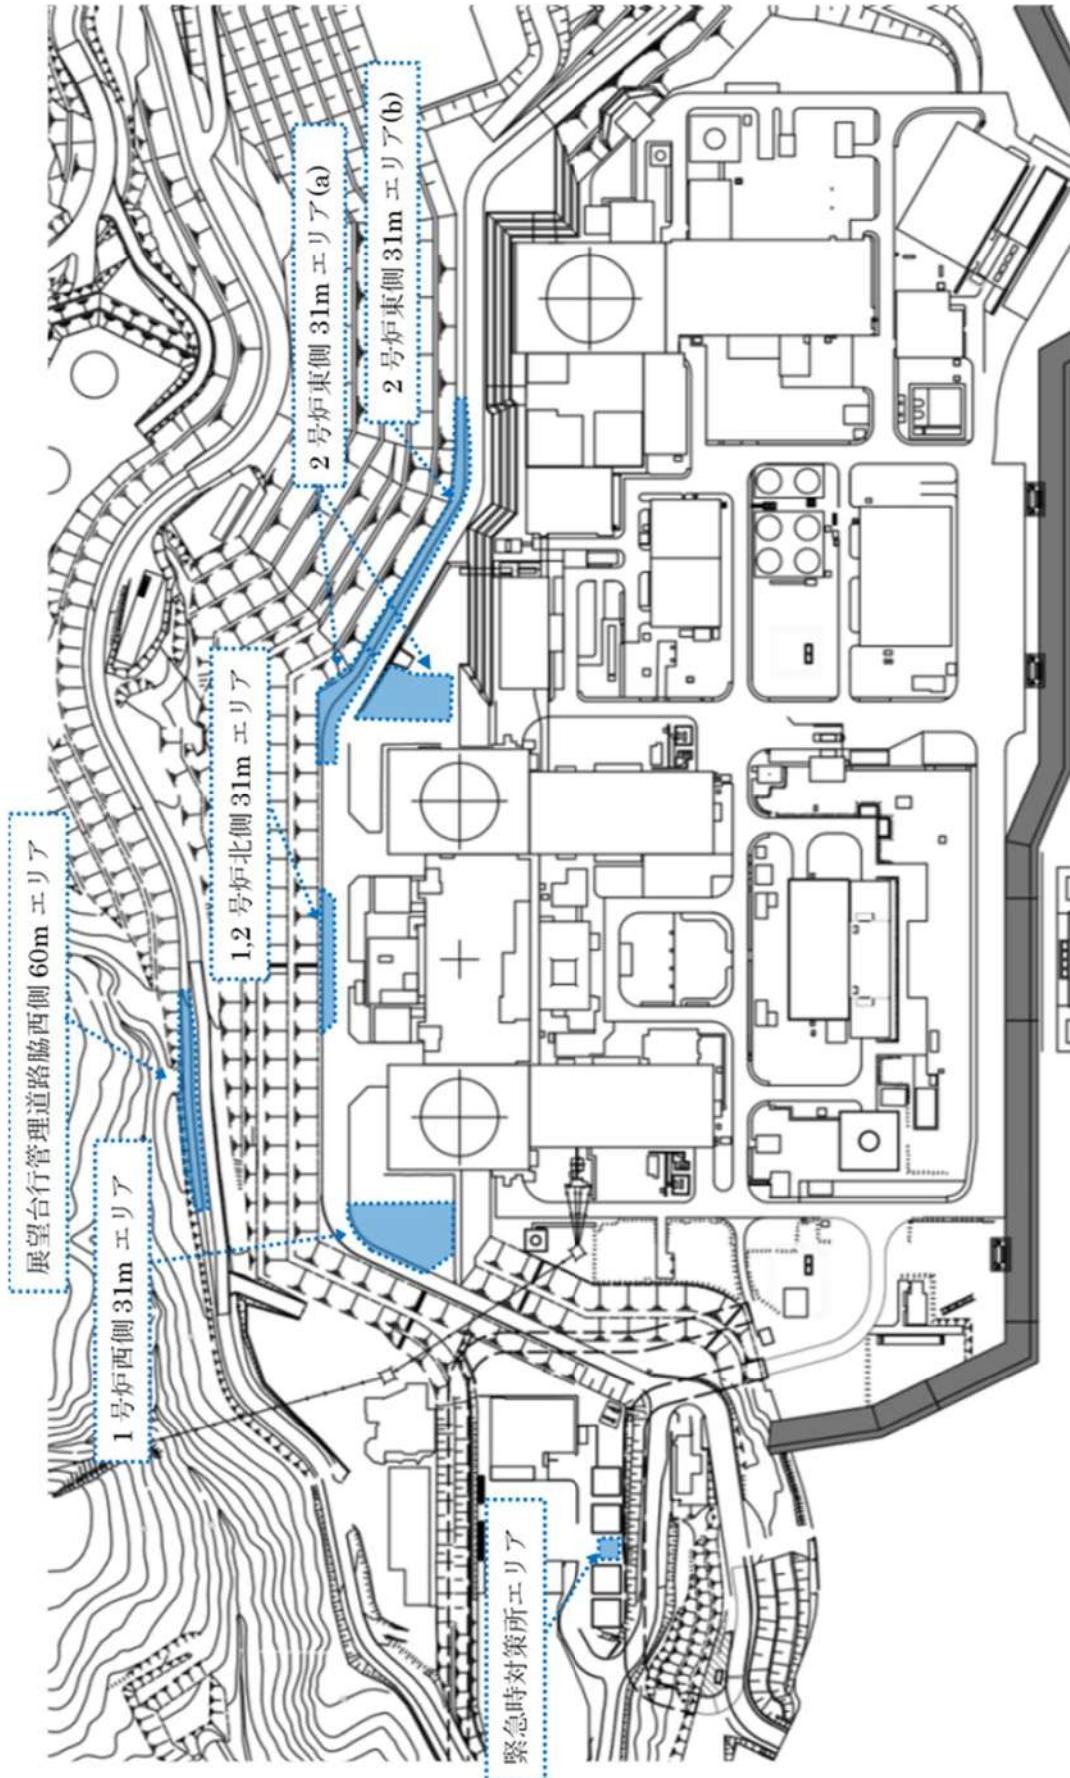 展望台行管理道路脇西側 60m エリア
1 号炉西側 31m エリア
1,2 号炉北側 31m エリア
2 号炉東側 31m エリア(a)
2 号炉東側 31m エリア(b)
緊急時対策所エリア